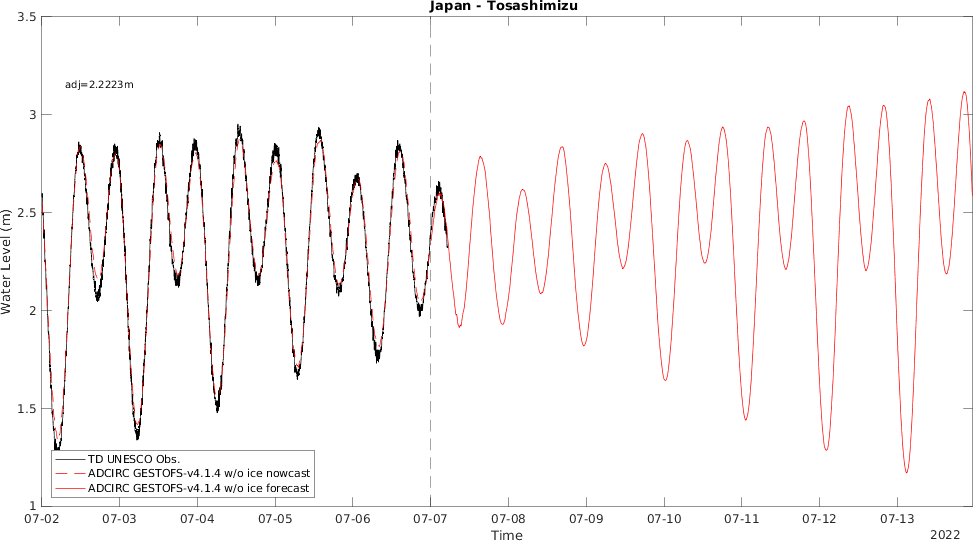 Japan - Tosashimizu
3.5
adj=2.2223m
3
2.5
Water Level (m)
2
1.5
TD UNESCO Obs.
ADCIRC GESTOFS-v4.1.4 w/o ice nowcast
ADCIRC GESTOFS-v4.1.4 w/o ice forecast
1
07-02 07-03 07-04 07-05 07-06 07-07 07-08 07-09 07-10 07-11 07-12 07-13
Time
2022